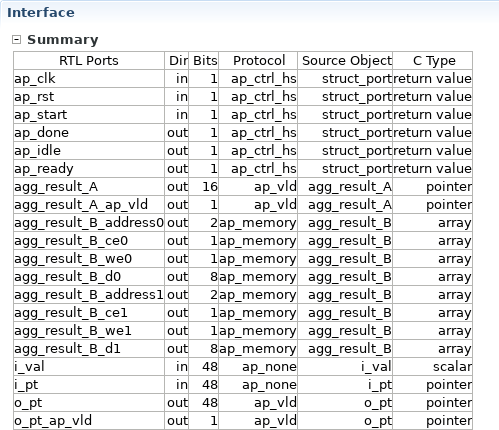 Interface
Summary
RTL Ports Dir Bits Protocol Source Object C Type
ap_clk in 1 ap_ctrl_hs struct_port return value
ap_rst in 1 ap_ctrl_hs struct_port return value
ap_start in 1 ap_ctrl_hs struct_port return value
ap_done out 1 ap_ctrl_hs struct_port return value
ap_idle out 1 ap_ctrl_hs struct_port return value
ap_ready out 1 ap_ctrl_hs struct_port return value
agg_result_A out 16 ap_vld agg_result_A pointer
agg_result_A_ap_vld out 1 ap_vld agg_result_A pointer
agg_result_B_address0 out 2 ap_memory agg_result_B array
agg_result_B_ce0 out 1 ap_memory agg_result_B array
agg_result_B_we0 out 1 ap_memory agg_result_B array
agg_result_B_d0 out 8 ap_memory agg_result_B array
agg_result_B_address1 out 2 ap_memory agg_result_B array
agg_result_B_ce1 out 1 ap_memory agg_result_B array
agg_result_B_we1 out 1 ap_memory agg_result_B array
agg_result_B_d1 out 8 ap_memory agg_result_B array
i_val in 48 ap_none i_val scalar
i_pt in 48 ap_none i_pt pointer
o_pt out 48 ap_vld o_pt pointer
o_pt_ap_vld out 1 ap_vld o_pt pointer